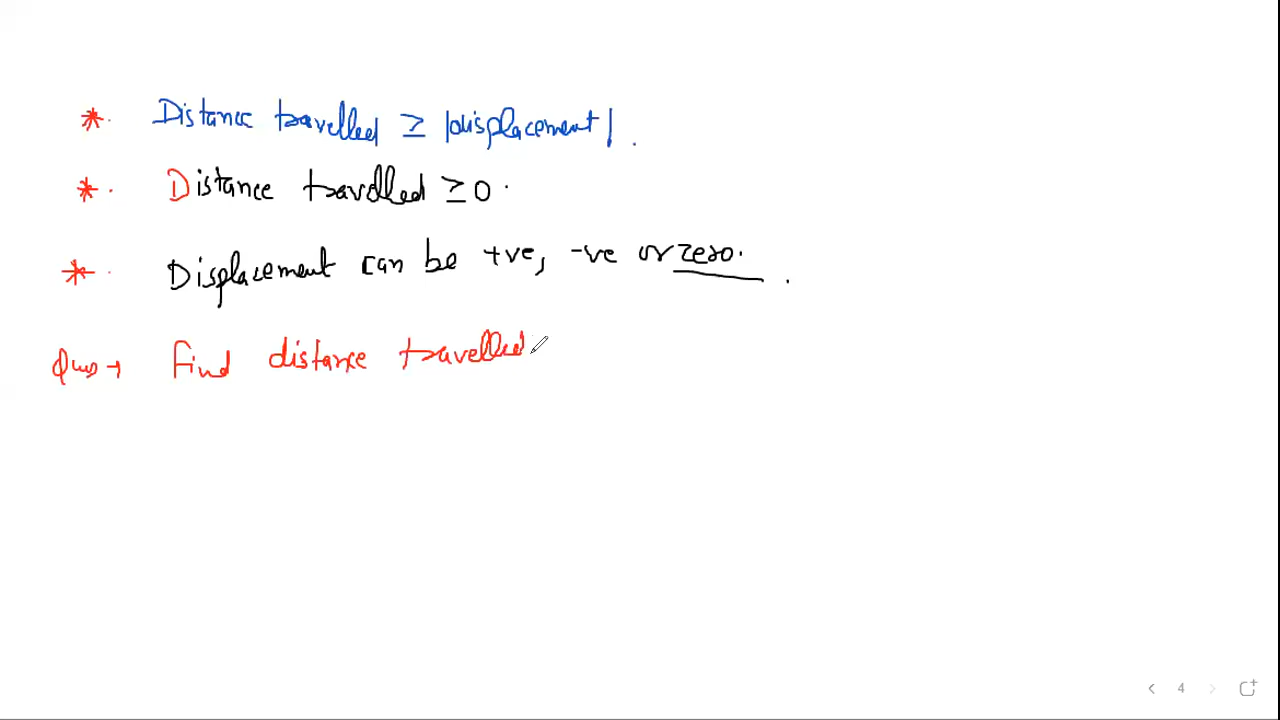 * . Distance travelled ≥ |displacement| .
* . Distance travelled ≥ 0 .
* . Displacement can be +ve, -ve or zero. .
Ques → Find distance travelled
4